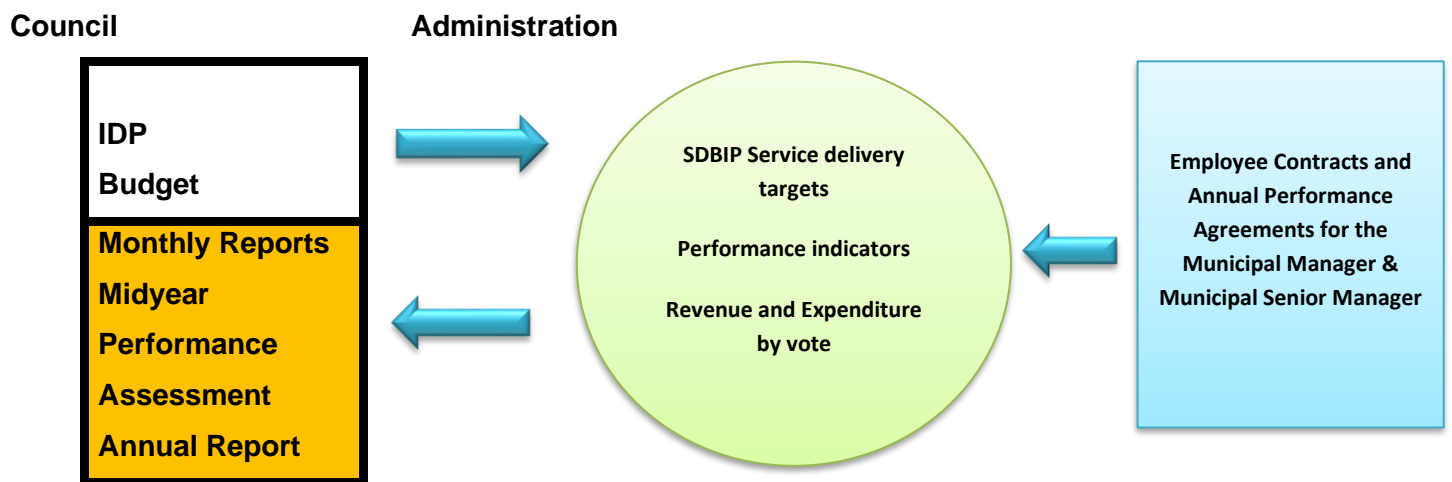 Council
Administration
IDP
Budget
Monthly Reports
Midyear
Performance
Assessment
Annual Report
SDBIP Service delivery
targets
Performance indicators
Revenue and Expenditure
by vote
Employee Contracts and
Annual Performance
Agreements for the
Municipal Manager &
Municipal Senior Manager